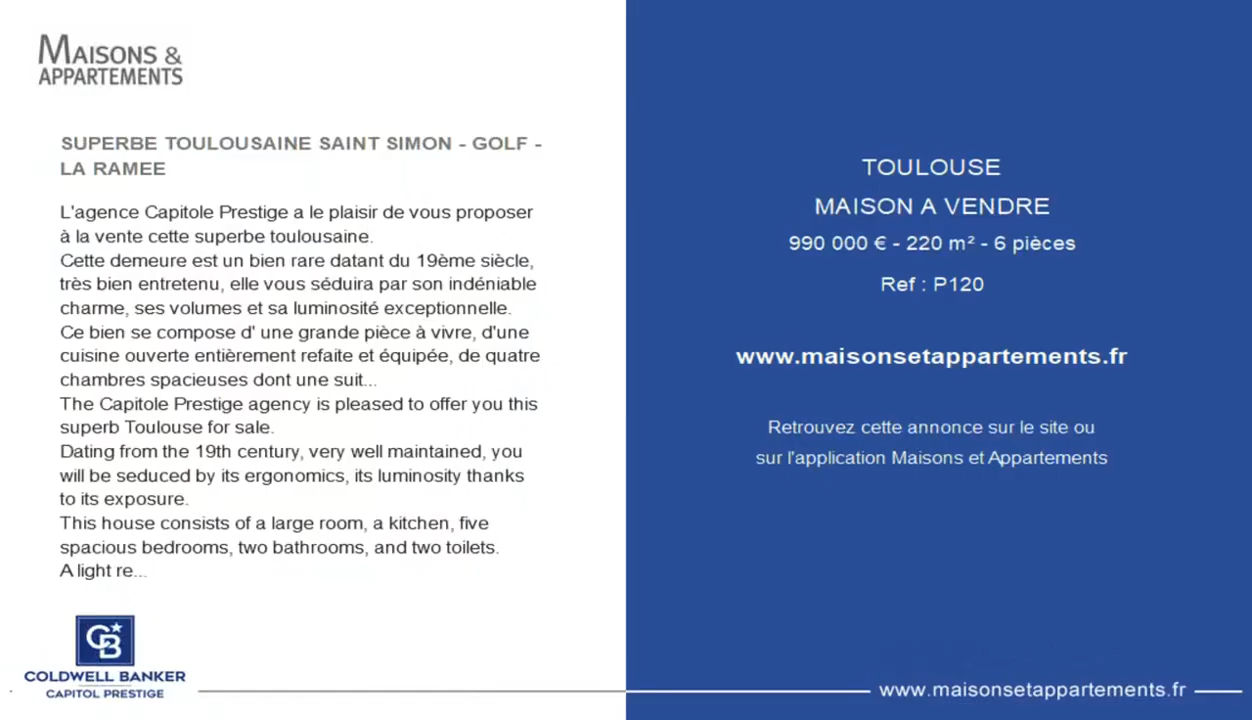 MAISONS &
APPARTEMENTS
SUPERBE TOULOUSAINE SAINT SIMON - GOLF -
LA RAMEE
L'agence Capitole Prestige a le plaisir de vous proposer
à la vente cette superbe toulousaine.
Cette demeure est un bien rare datant du 19ème siècle,
très bien entretenu, elle vous séduira par son indéniable
charme, ses volumes et sa luminosité exceptionnelle.
Ce bien se compose d' une grande pièce à vivre, d'une
cuisine ouverte entièrement refaite et équipée, de quatre
chambres spacieuses dont une suit...
The Capitole Prestige agency is pleased to offer you this
superb Toulouse for sale.
Dating from the 19th century, very well maintained, you
will be seduced by its ergonomics, its luminosity thanks
to its exposure.
This house consists of a large room, a kitchen, five
spacious bedrooms, two bathrooms, and two toilets.
A light re...
CB
COLDWELL BANKER
CAPITOL PRESTIGE
TOULOUSE
MAISON A VENDRE
990 000 € - 220 m² - 6 pièces
Ref : P120
www.maisonsetappartements.fr
Retrouvez cette annonce sur le site ou
sur l'application Maisons et Appartements
www.maisonsetappartements.fr